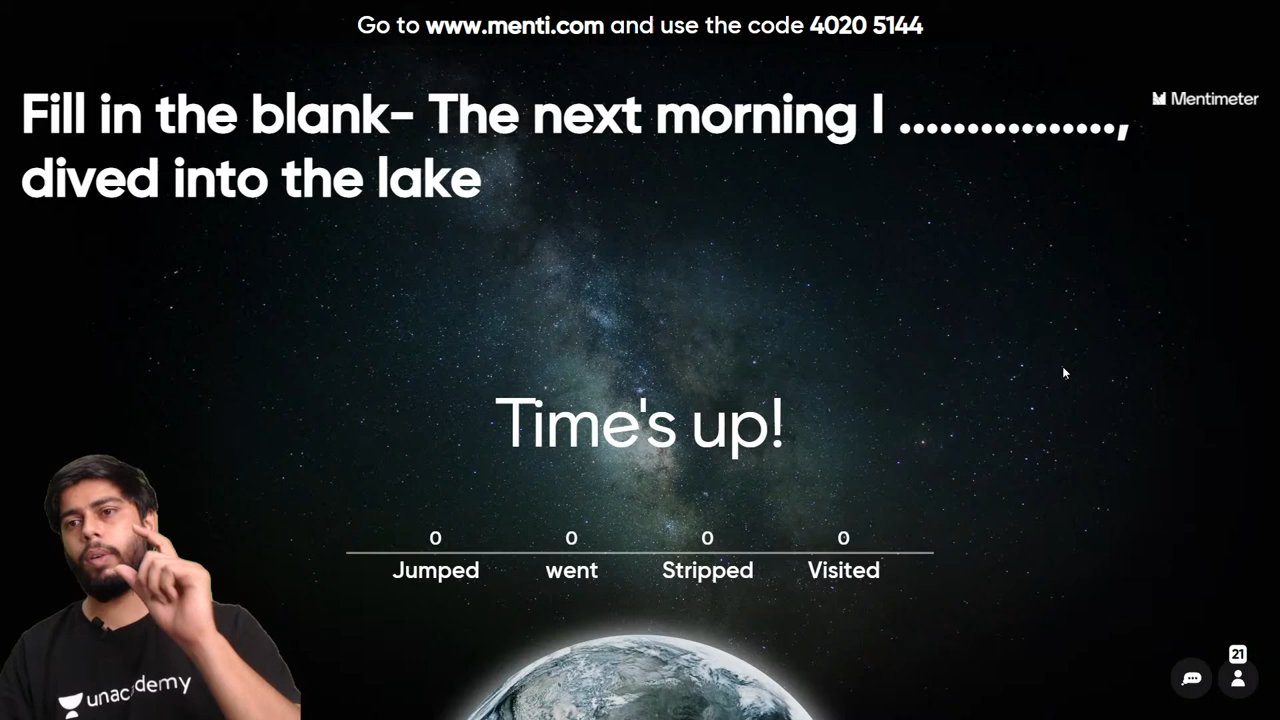 Go to www.menti.com and use the code 4020 5144
Mentimeter
Fill in the blank- The next morning I ................,
dived into the lake
Time's up!
0 0 0 0
Jumped went Stripped Visited
unacademy
21